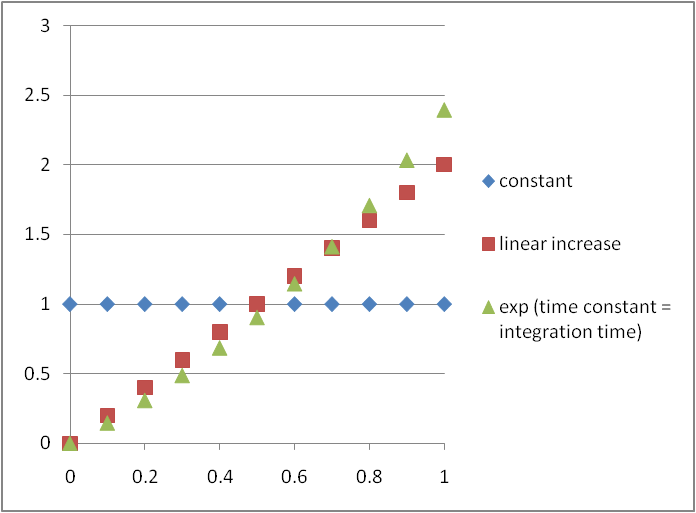 3
2.5
2
1.5
1
0.5
0
0 0.2 0.4 0.6 0.8 1
constant
linear increase
exp (time constant =
integration time)